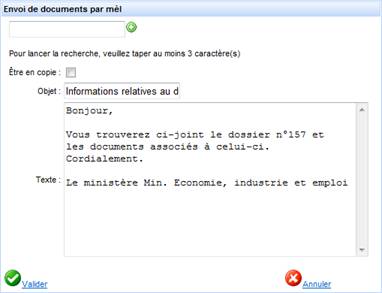 Envoi de documents par mèl
Pour lancer la recherche, veuillez taper au moins 3 caractère(s)
Être en copie :
Objet : Informations relatives au d
Bonjour,
Vous trouverez ci-joint le dossier n°157 et
les documents associés à celui-ci.
Cordialement.
Texte : Le ministère Min. Economie, industrie et emploi
Valider Annuler